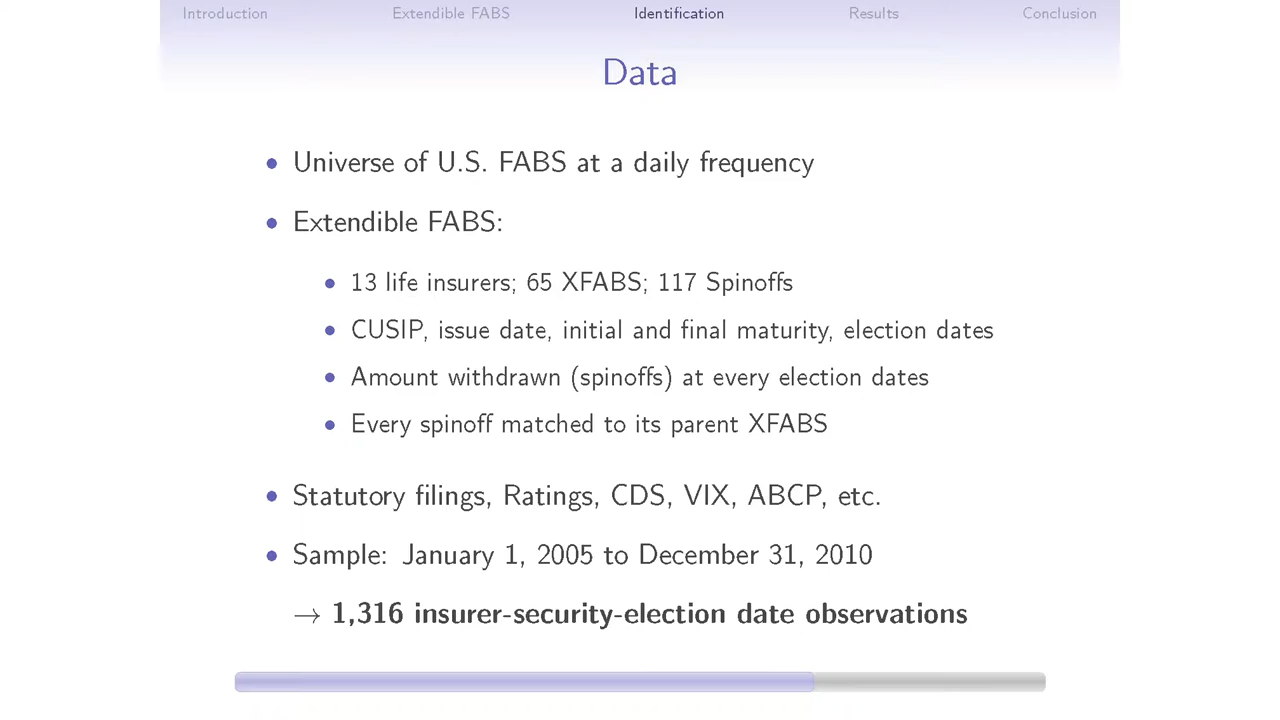 Introduction Extendible FABS Identification Results Conclusion
Data
• Universe of U.S. FABS at a daily frequency
• Extendible FABS:
• 13 life insurers; 65 XFABS; 117 Spinoffs
• CUSIP, issue date, initial and final maturity, election dates
• Amount withdrawn (spinoffs) at every election dates
• Every spinoff matched to its parent XFABS
• Statutory filings, Ratings, CDS, VIX, ABCP, etc.
• Sample: January 1, 2005 to December 31, 2010
→ 1,316 insurer-security-election date observations